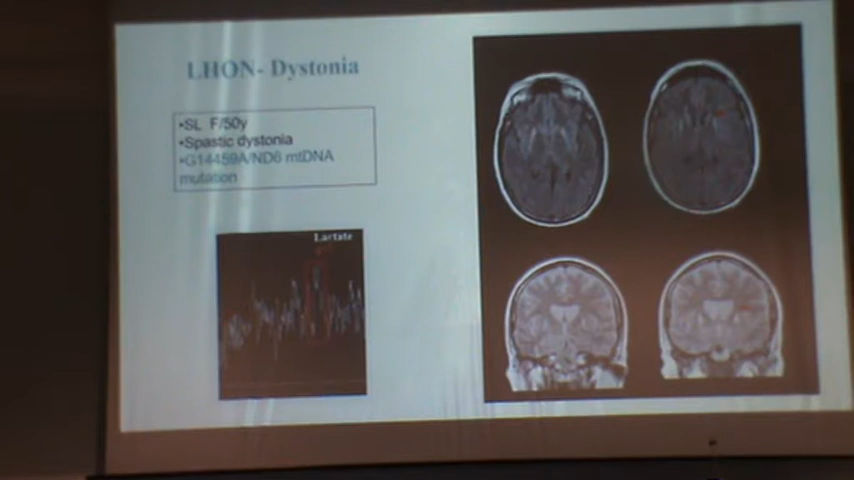 LHON- Dystonia
•SL F/50y
•Spastic dystonia
•G14459A/ND6 mtDNA
mutation
Lactate